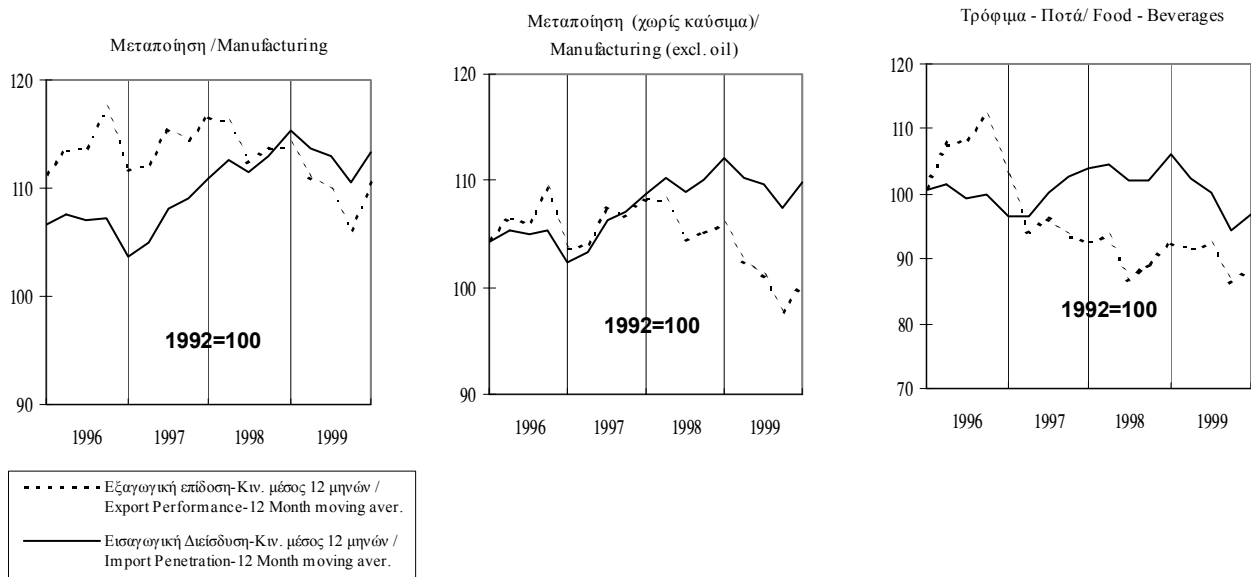 Μεταποίηση /Manufacturing
120
110
100
90
1996 1997 1998 1999
1992=100
Μεταποίηση (χωρίς καύσιμα)/
Manufacturing (excl. oil)
120
110
100
90
1996 1997 1998 1999
1992=100
Τρόφιμα - Ποτά/ Food - Beverages
120
110
100
90
80
70
1996 1997 1998 1999
1992=100
Εξαγωγική επίδοση-Κιν. μέσος 12 μηνών /
Export Performance-12 Month moving aver.
Εισαγωγική Διείσδυση-Κιν. μέσος 12 μηνών /
Import Penetration-12 Month moving aver.